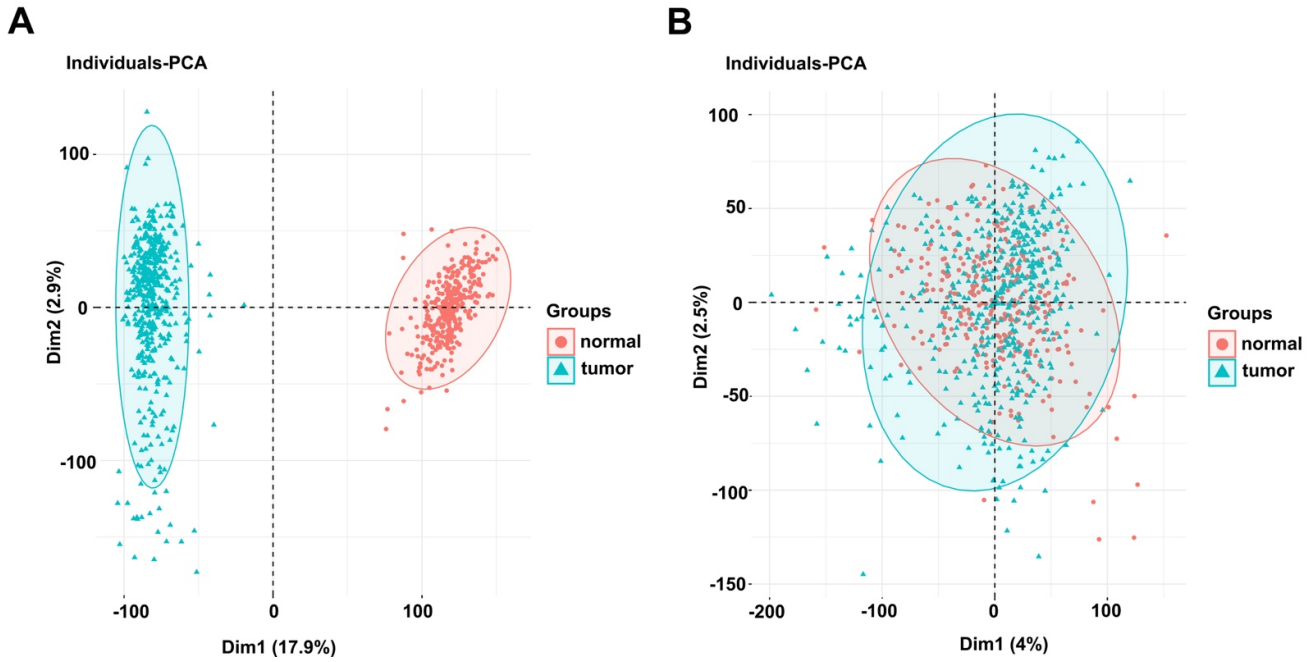 A
Individuals-PCA
100
0
-100
Dim2 (2.9%)
-100
0
100
Dim1 (17.9%)
Groups
normal
tumor
B
Individuals-PCA
100
50
0
-50
-100
-150
Dim2 (2.5%)
-200
-100
0
100
Dim1 (4%)
Groups
normal
tumor